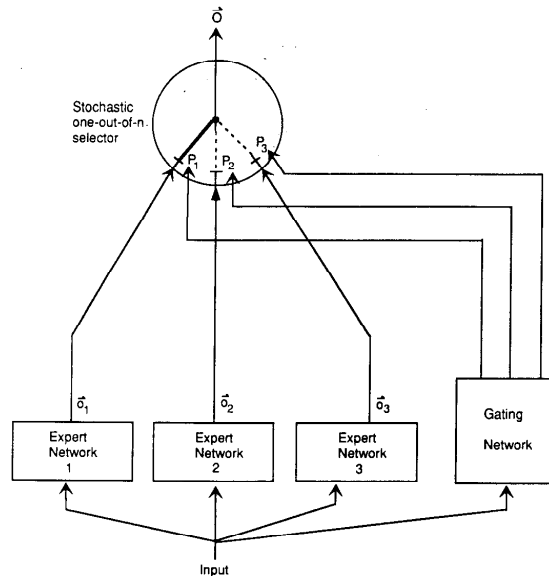 O
Stochastic
one-out-of-n
selector
P1
P2
P3
o1
o2
o3
Expert
Network
1
Expert
Network
2
Expert
Network
3
Gating
Network
Input